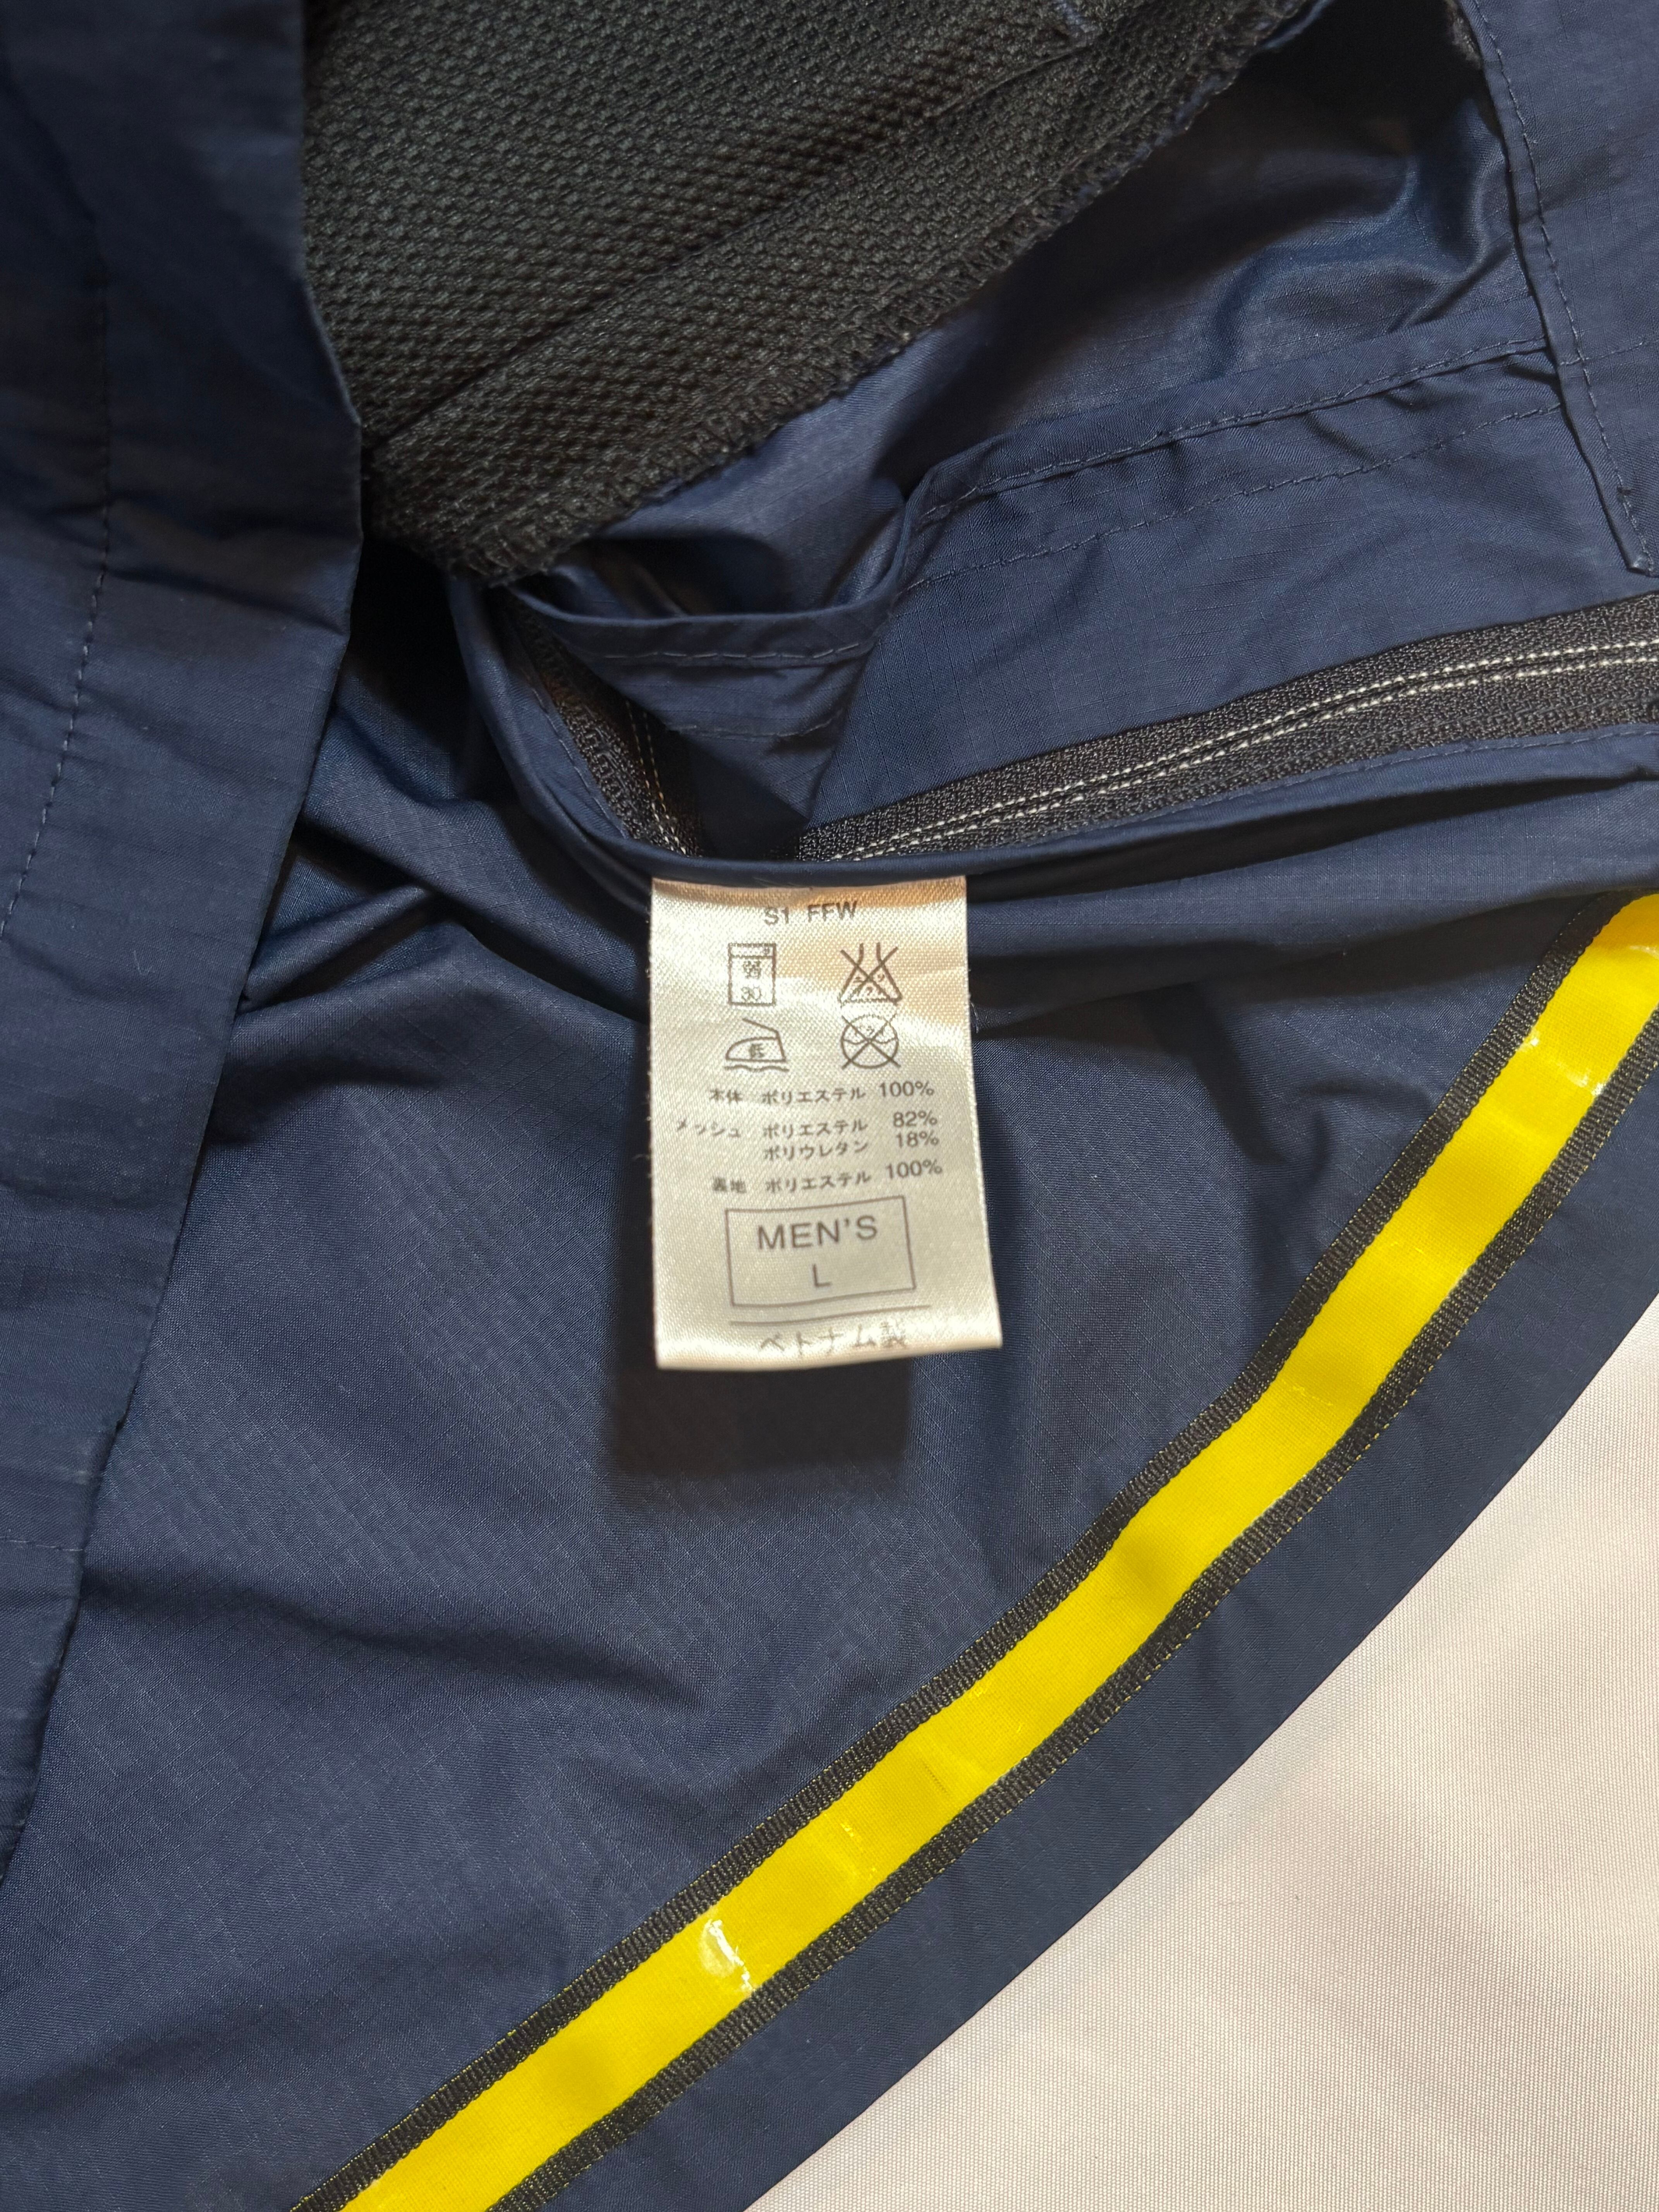 S1 FFW
弱
30
低
本体 ポリエステル 100%
メッシュ ポリエステル 82%
ポリウレタン 18%
裏地 ポリエステル 100%
MEN'S
L
ベトナム製